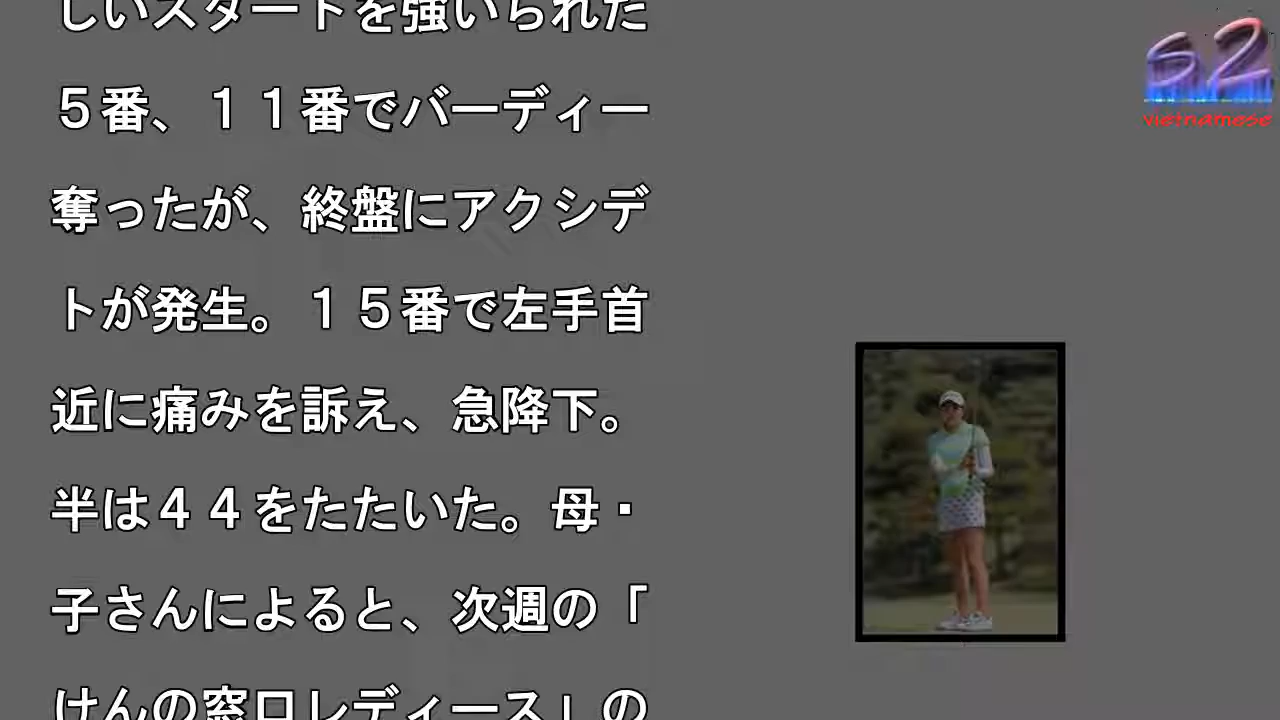 しいスタートを強いられた
５番、１１番でバーディー
奪ったが、終盤にアクシデ
トが発生。１５番で左手首
近に痛みを訴え、急降下。
半は４４をたたいた。母・
子さんによると、次週の「
けんの窓口レディース」の
S2
vietnamese